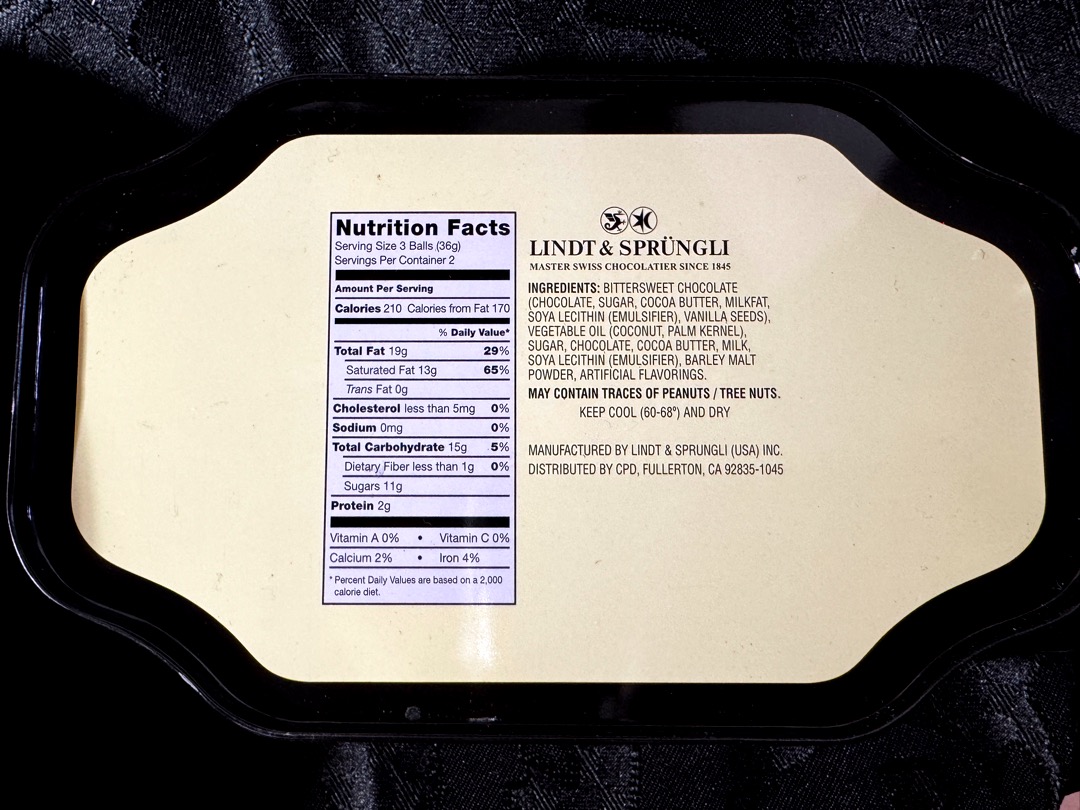 Nutrition Facts
Serving Size 3 Balls (36g)
Servings Per Container 2
Amount Per Serving
Calories 210 Calories from Fat 170
% Daily Value*
Total Fat 19g 29%
Saturated Fat 13g 65%
Trans Fat 0g
Cholesterol less than 5mg 0%
Sodium 0mg 0%
Total Carbohydrate 15g 5%
Dietary Fiber less than 1g 0%
Sugars 11g
Protein 2g
Vitamin A 0% • Vitamin C 0%
Calcium 2% • Iron 4%
* Percent Daily Values are based on a 2,000
calorie diet.
LINDT & SPRÜNGLI
MASTER SWISS CHOCOLATIER SINCE 1845
INGREDIENTS: BITTERSWEET CHOCOLATE
(CHOCOLATE, SUGAR, COCOA BUTTER, MILKFAT,
SOYA LECITHIN (EMULSIFIER), VANILLA SEEDS),
VEGETABLE OIL (COCONUT, PALM KERNEL),
SUGAR, CHOCOLATE, COCOA BUTTER, MILK,
SOYA LECITHIN (EMULSIFIER), BARLEY MALT
POWDER, ARTIFICIAL FLAVORINGS.
MAY CONTAIN TRACES OF PEANUTS / TREE NUTS.
KEEP COOL (60-68º) AND DRY
MANUFACTURED BY LINDT & SPRUNGLI (USA) INC.
DISTRIBUTED BY CPD, FULLERTON, CA 92835-1045